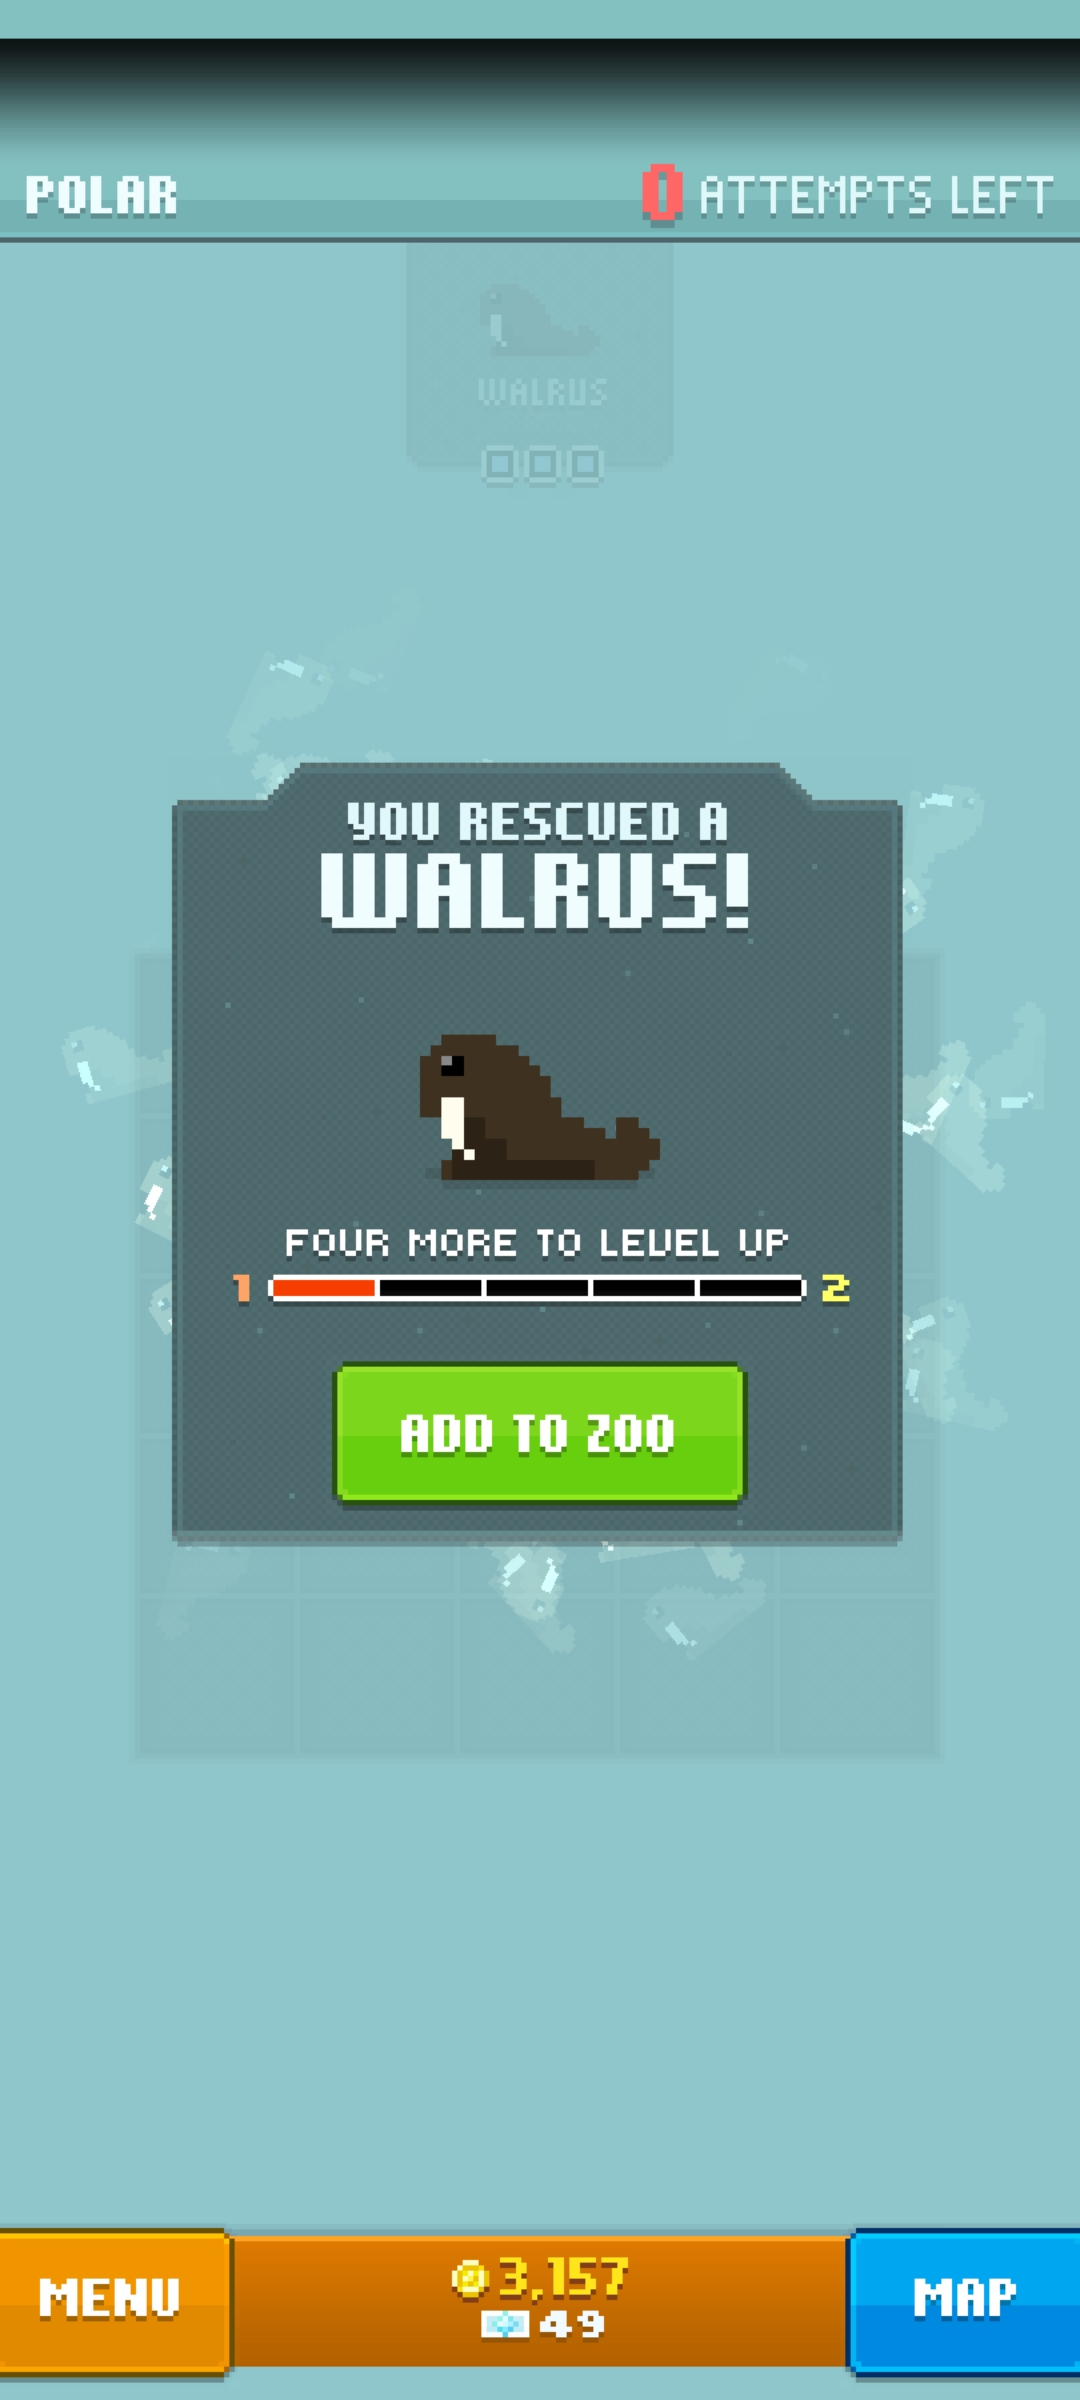 POLAR
0 ATTEMPTS LEFT
WALRUS
YOU RESCUED A
WALRUS!
FOUR MORE TO LEVEL UP
1 2
ADD TO ZOO
MENU
3,157
49
MAP